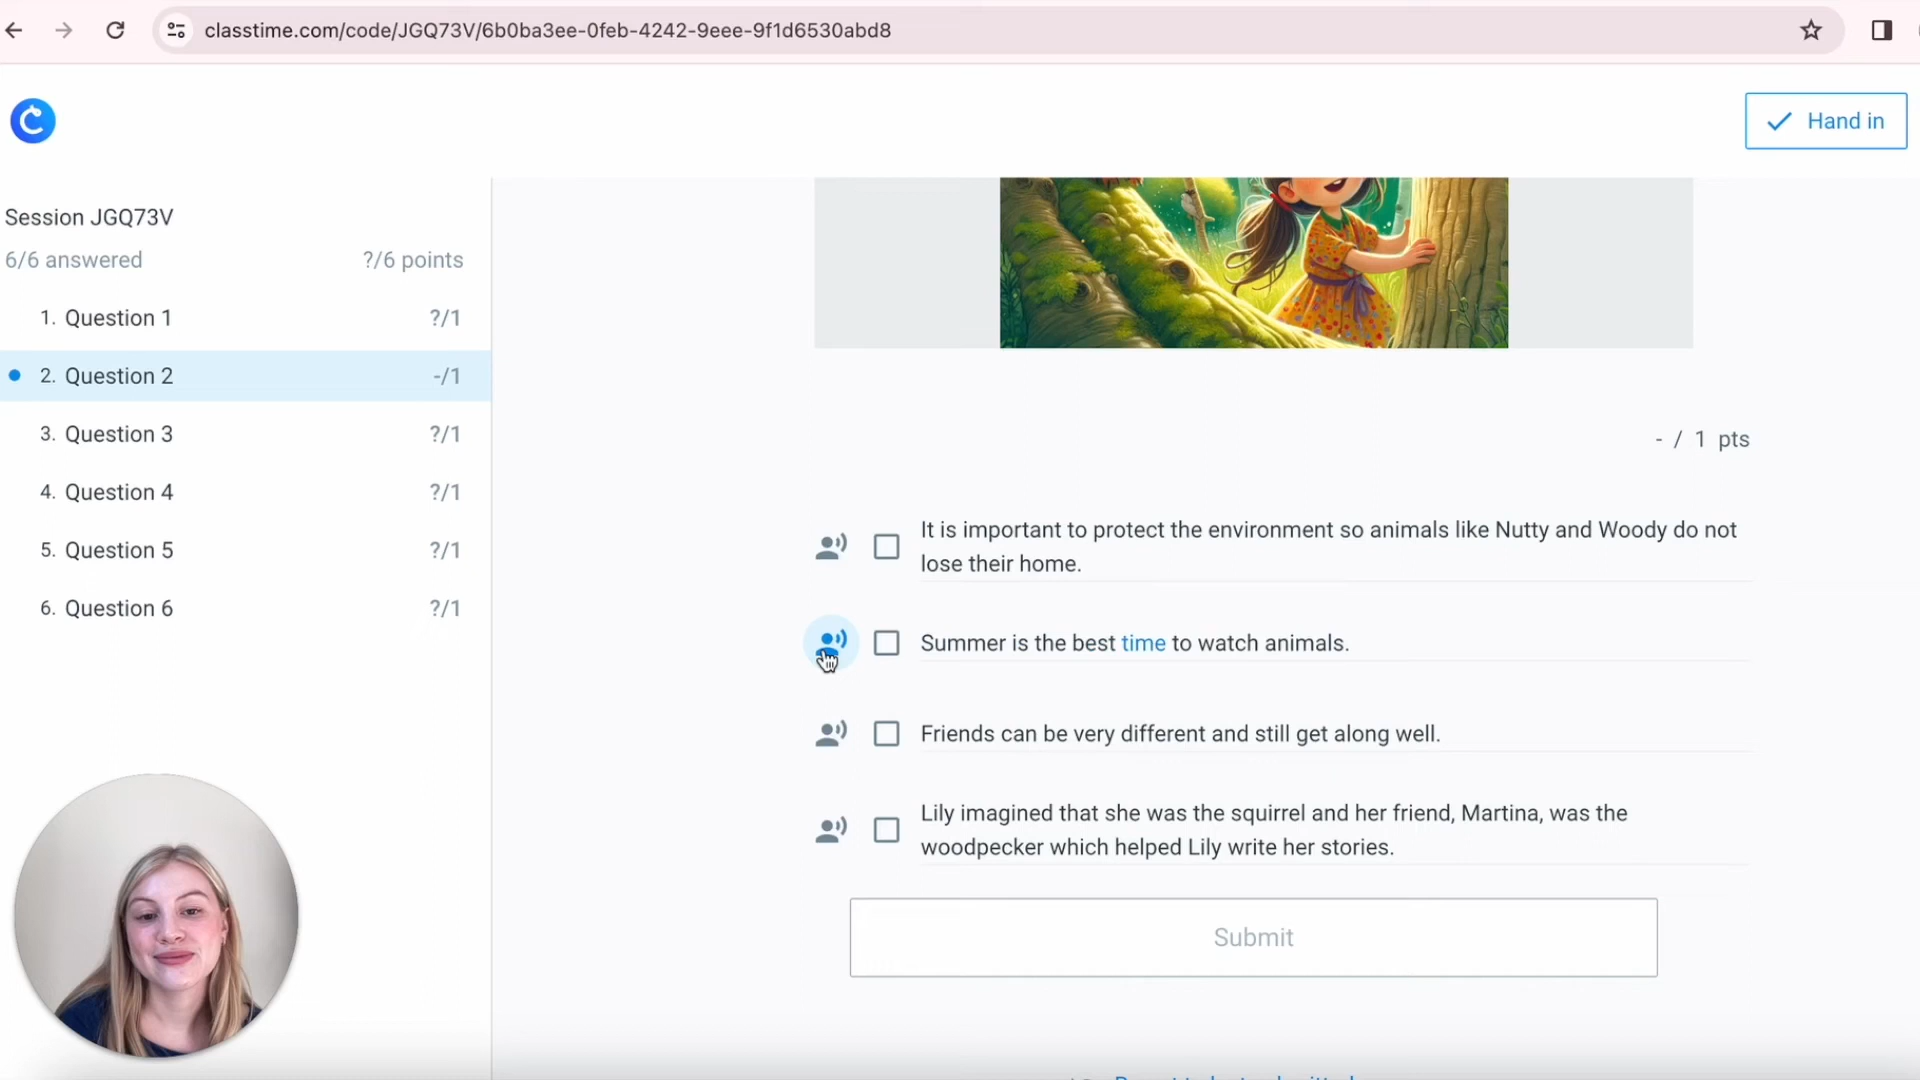 classtime.com/code/JGQ73V/6b0ba3ee-0feb-4242-9eee-9f1d6530abd8
Hand in
Session JGQ73V
6/6 answered
?/6 points
1. Question 1
?/1
2. Question 2
-/1
3. Question 3
?/1
4. Question 4
?/1
5. Question 5
?/1
6. Question 6
?/1
- / 1 pts
It is important to protect the environment so animals like Nutty and Woody do not
lose their home.
Summer is the best time to watch animals.
Friends can be very different and still get along well.
Lily imagined that she was the squirrel and her friend, Martina, was the
woodpecker which helped Lily write her stories.
Submit